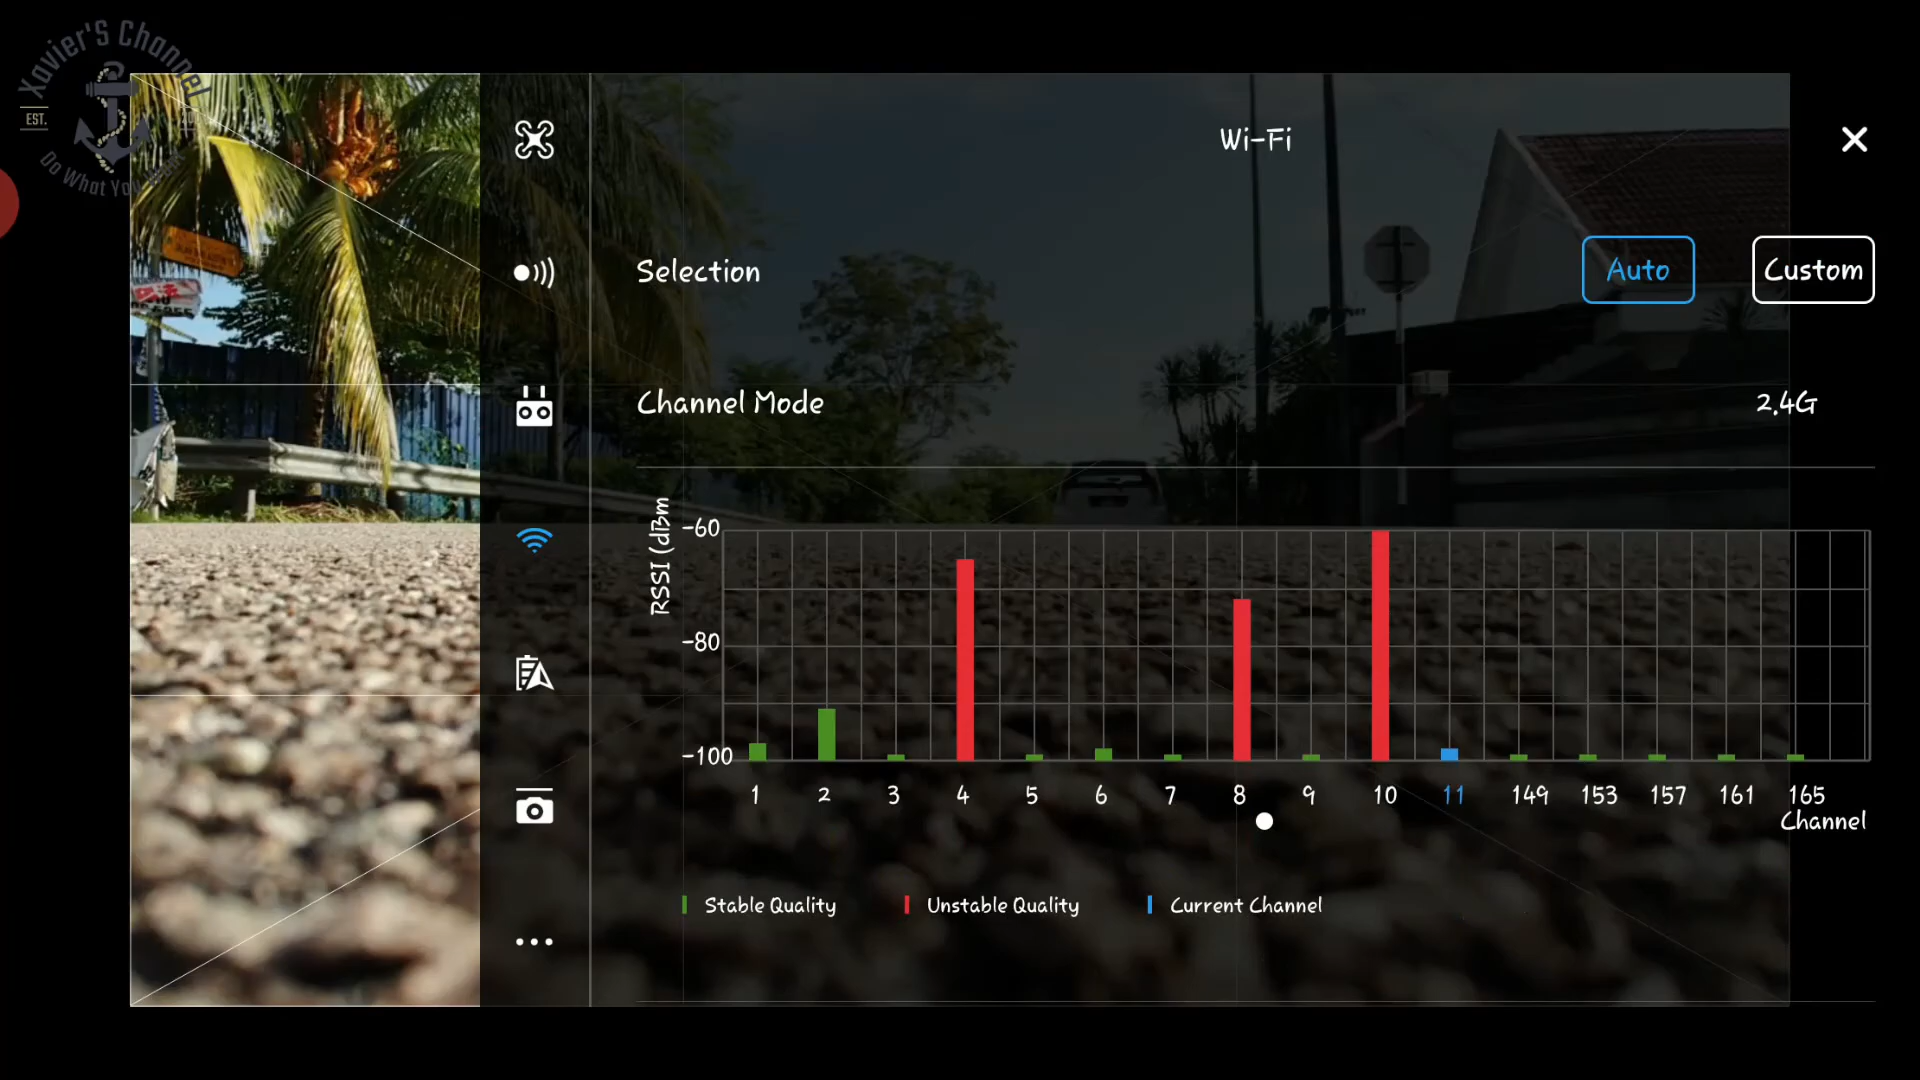 Xavier'S Channel
EST.
Do What You
Wi-Fi
Selection
Auto
Custom
Channel Mode
2.4G
RSSI (dBm
-60
-80
-100
1 2 3 4 5 6 7 8 9 10 11 149 153 157 161 165
Channel
Stable Quality
Unstable Quality
Current Channel